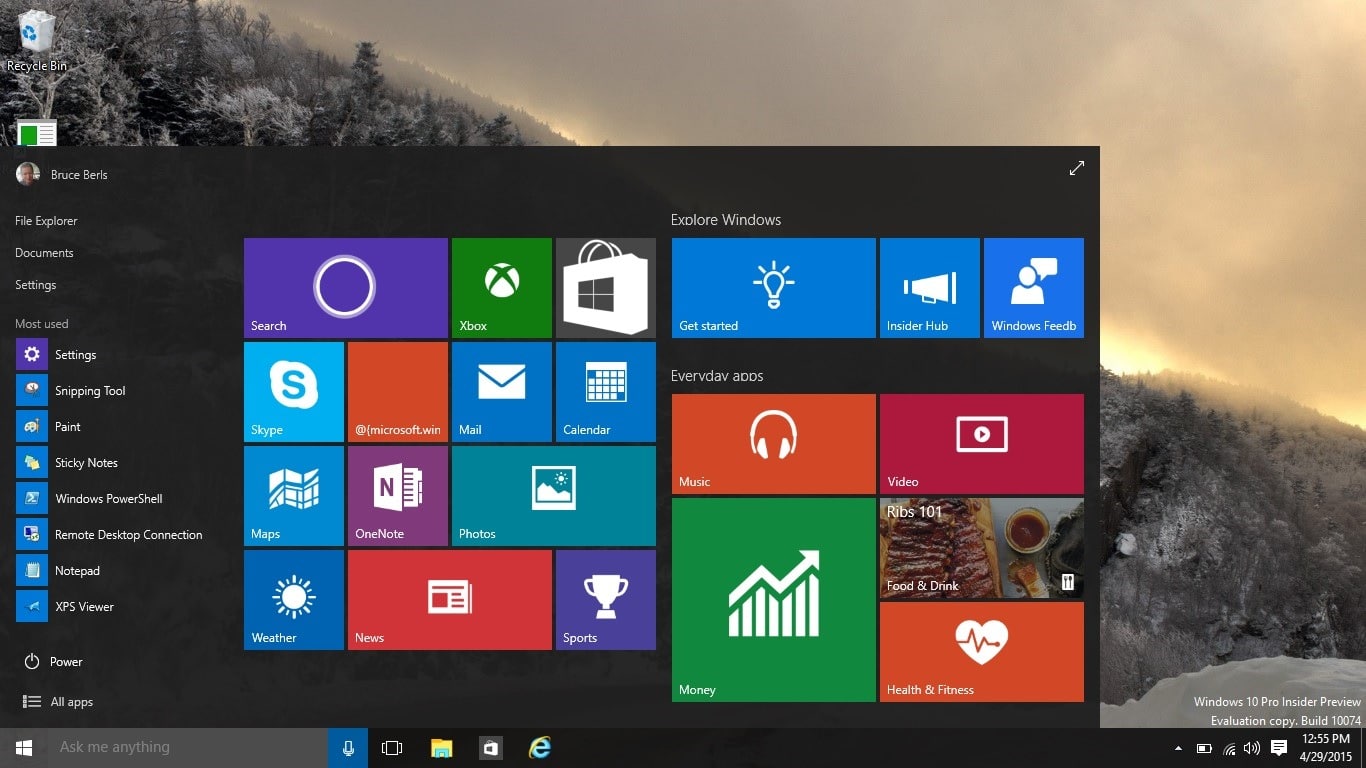 Recycle Bin
Bruce Berls
File Explorer
Documents
Settings
Most used
Settings
Snipping Tool
Paint
Sticky Notes
Windows PowerShell
Remote Desktop Connection
Notepad
XPS Viewer
Power
All apps
Search
Xbox
Skype
@{microsoft.win
Mail
Calendar
Maps
N
OneNote
Photos
Weather
News
Sports
Explore Windows
Get started
Insider Hub
Windows Feedb
Everyday apps
Music
Video
Money
Ribs 101
Food & Drink
Health & Fitness
Windows 10 Pro Insider Preview
Evaluation copy. Build 10074
Ask me anything
12:55 PM
4/29/2015